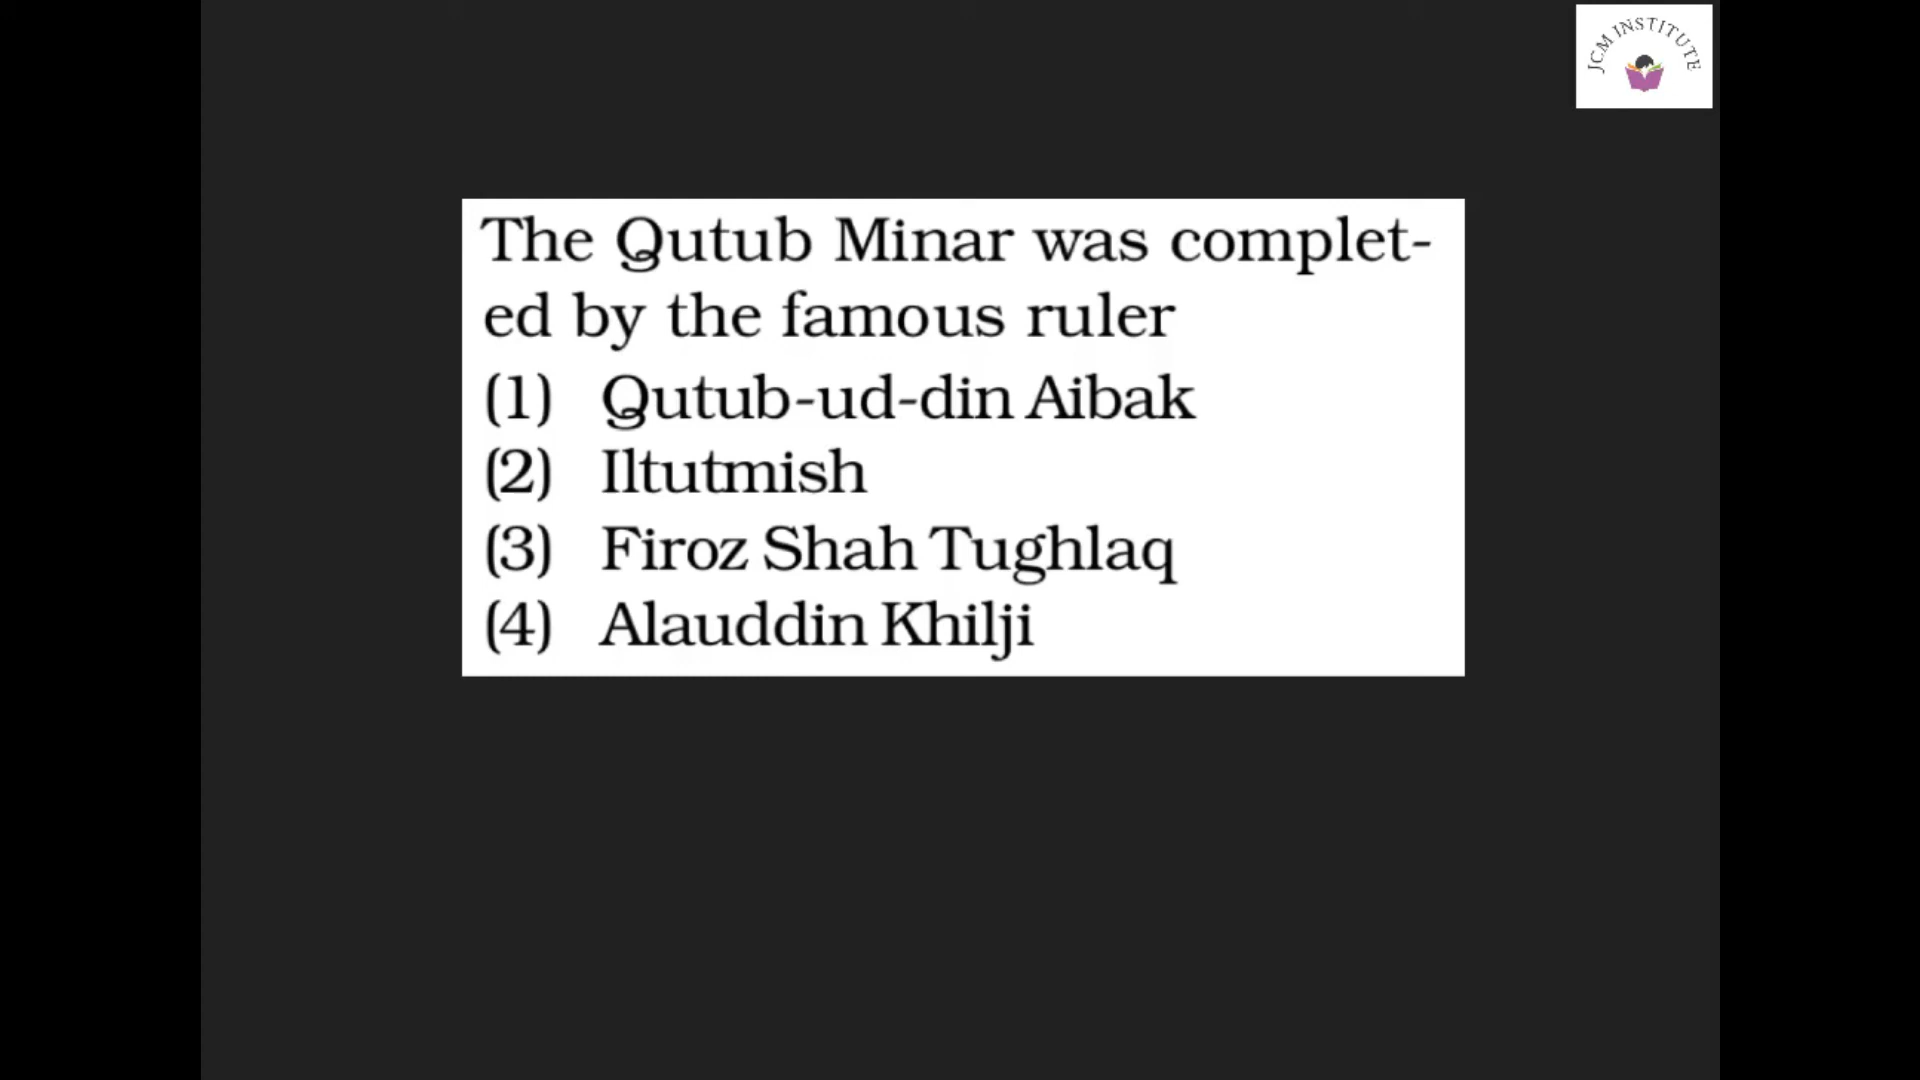 JCM INSTITUTE
The Qutub Minar was complet-
ed by the famous ruler
(1) Qutub-ud-din Aibak
(2) Iltutmish
(3) Firoz Shah Tughlaq
(4) Alauddin Khilji